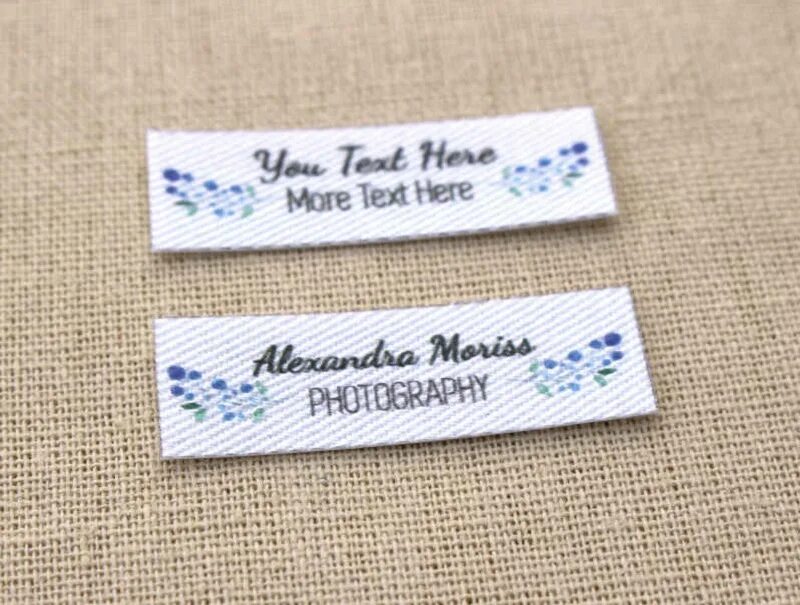 You Text Here
More Text Here
Alexandra Moriss
PHOTOGRAPHY